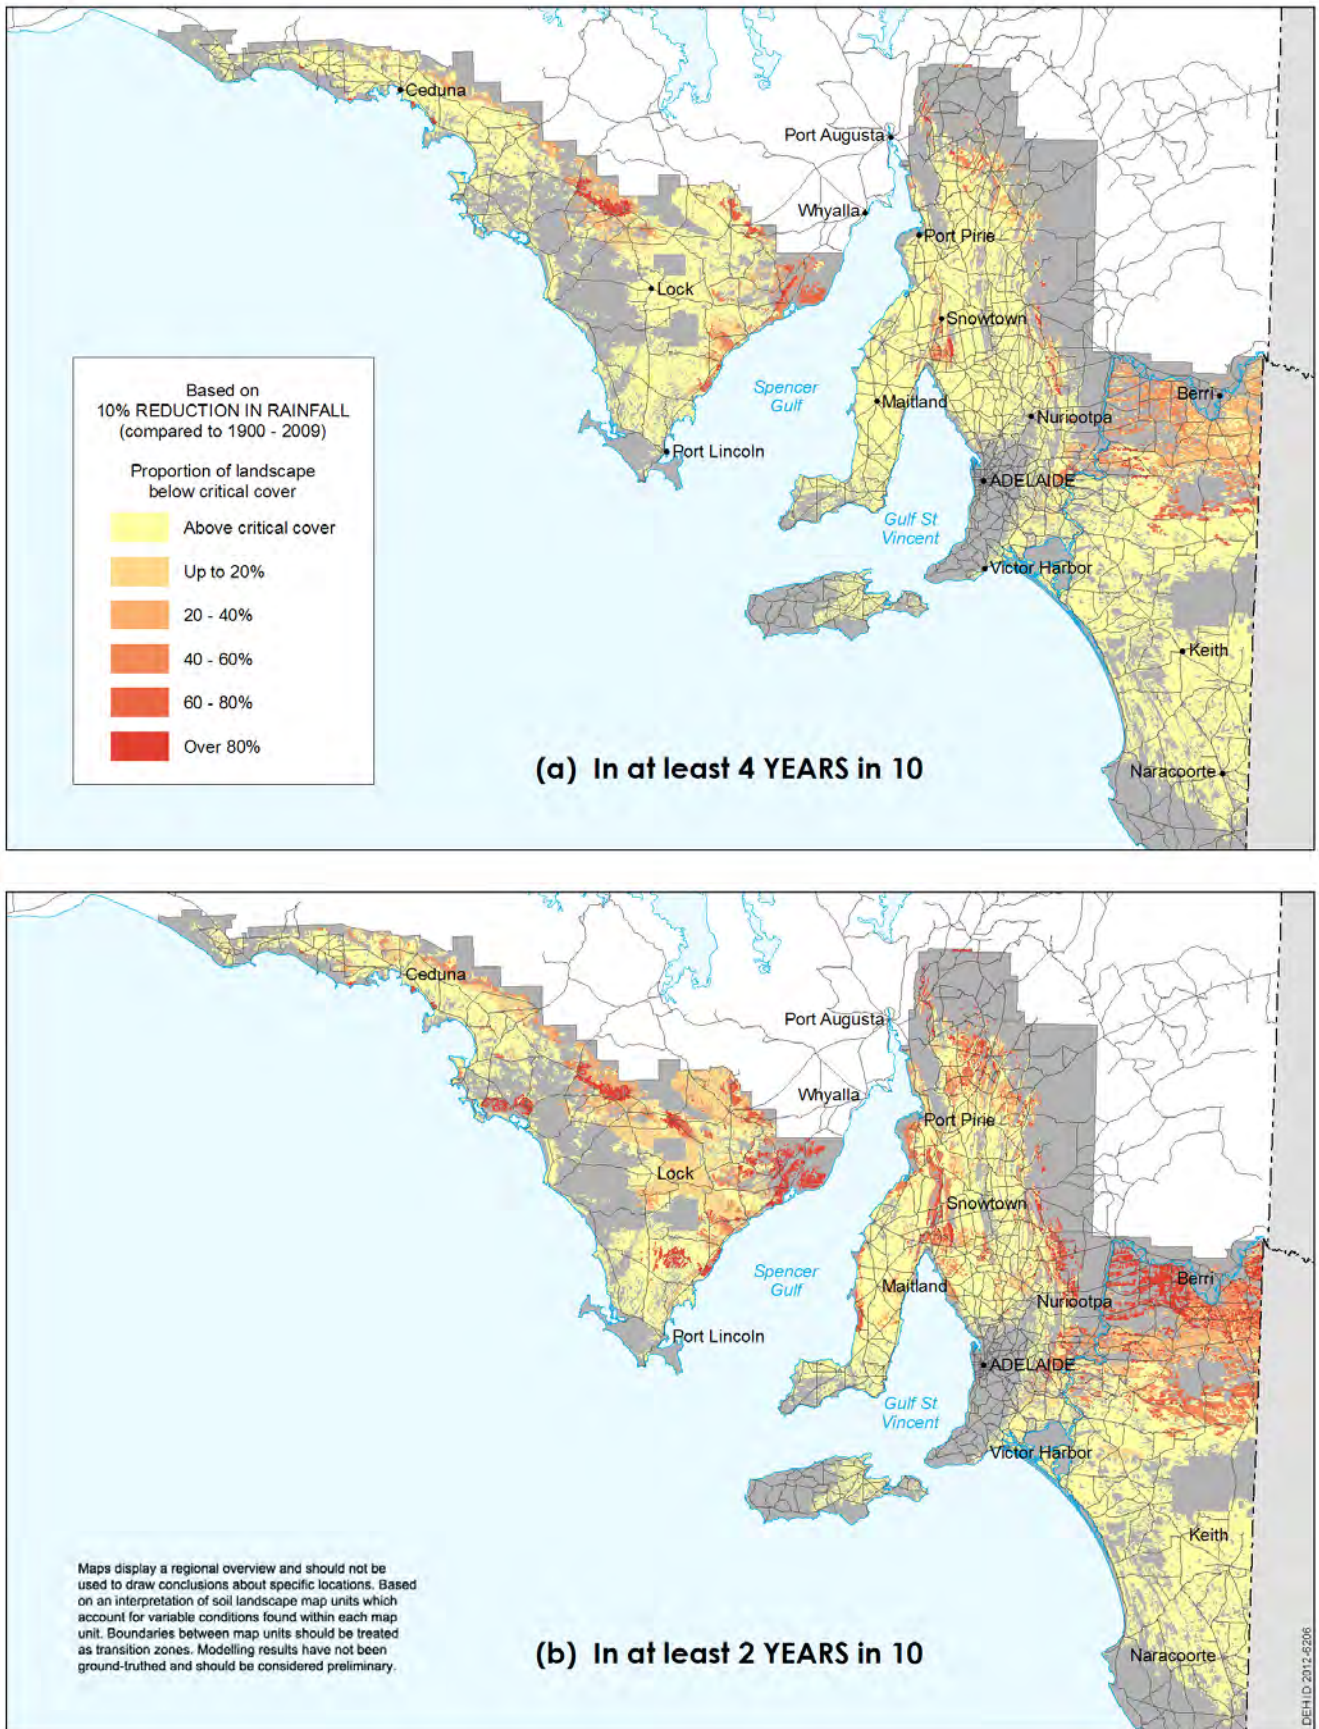 Ceduna
Port Augusta
Whyalla
Port Pirie
Lock
Snowtown
Based on
10% REDUCTION IN RAINFALL
(compared to 1900 - 2009)
Proportion of landscape
below critical cover
Above critical cover
Up to 20%
20 - 40%
40 - 60%
60 - 80%
Over 80%
Spencer
Gulf
Maitland
Berri
Nuriootpa
Port Lincoln
ADELAIDE
Gulf St
Vincent
Victor Harbor
Keith
Naracoorte
(a) In at least 4 YEARS in 10
Ceduna
Port Augusta
Whyalla
Port Pirie
Lock
Snowtown
Spencer
Gulf
Maitland
Berri
Nuriootpa
Port Lincoln
ADELAIDE
Gulf St
Vincent
Victor Harbor
Keith
Naracoorte
Maps display a regional overview and should not be
used to draw conclusions about specific locations. Based
on an interpretation of soil landscape map units which
account for variable conditions found within each map
unit. Boundaries between map units should be treated
as transition zones. Modelling results have not been
ground-truthed and should be considered preliminary.
(b) In at least 2 YEARS in 10
DEH ID 2012-6206